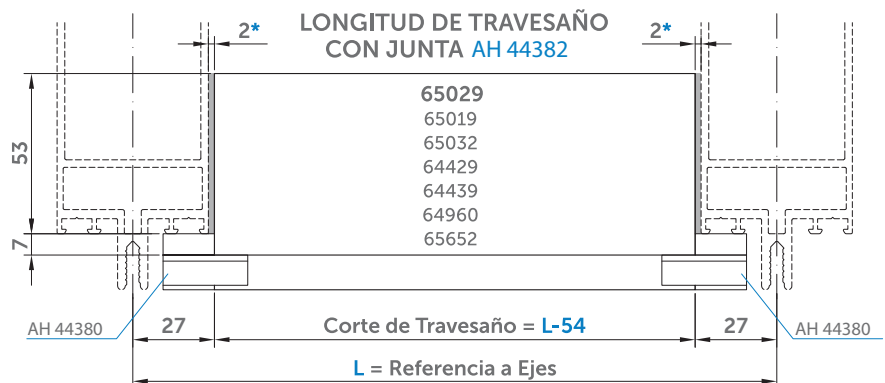 LONGITUD DE TRAVESAÑO
CON JUNTA AH 44382
2*
2*
65029
65019
65032
64429
64439
64960
65652
53
7
AH 44380
27
Corte de Travesaño = L-54
27
AH 44380
L = Referencia a Ejes